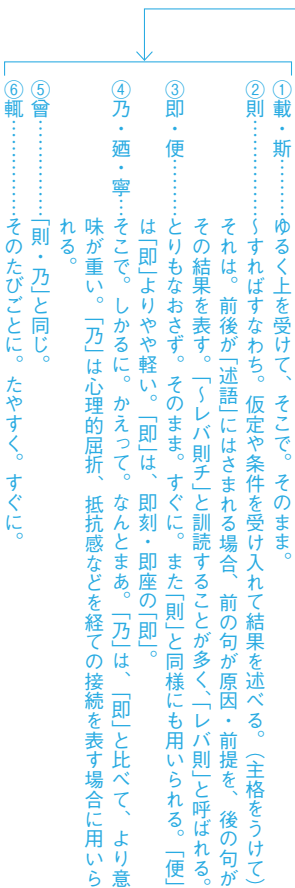 ①載・斯………ゆるく上を受けて、そこで。そのまま。
②則……………～すればすなわち。仮定や条件を受け入れて結果を述べる。（主格をうけて）
それは。前後が「述語」にはさまれる場合、前の句が原因・前提を、後の句が
その結果を表す。「～レバ則チ」と訓読することが多く、「レバ則」と呼ばれる。
③即・便………とりもなおさず。そのまま。すぐに。また「則」と同様にも用いられる。「便」
は「即」よりやや軽い。「即」は、即刻・即座の「即」。
④乃・廼・寧…そこで。しかるに。かえって。なんとまあ。「乃」は、「即」と比べて、より意
味が重い。「乃」は心理的屈折、抵抗感などを経ての接続を表す場合に用いら
れる。
⑤曾……………「則・乃」と同じ。
⑥輒……………そのたびごとに。たやすく。すぐに。